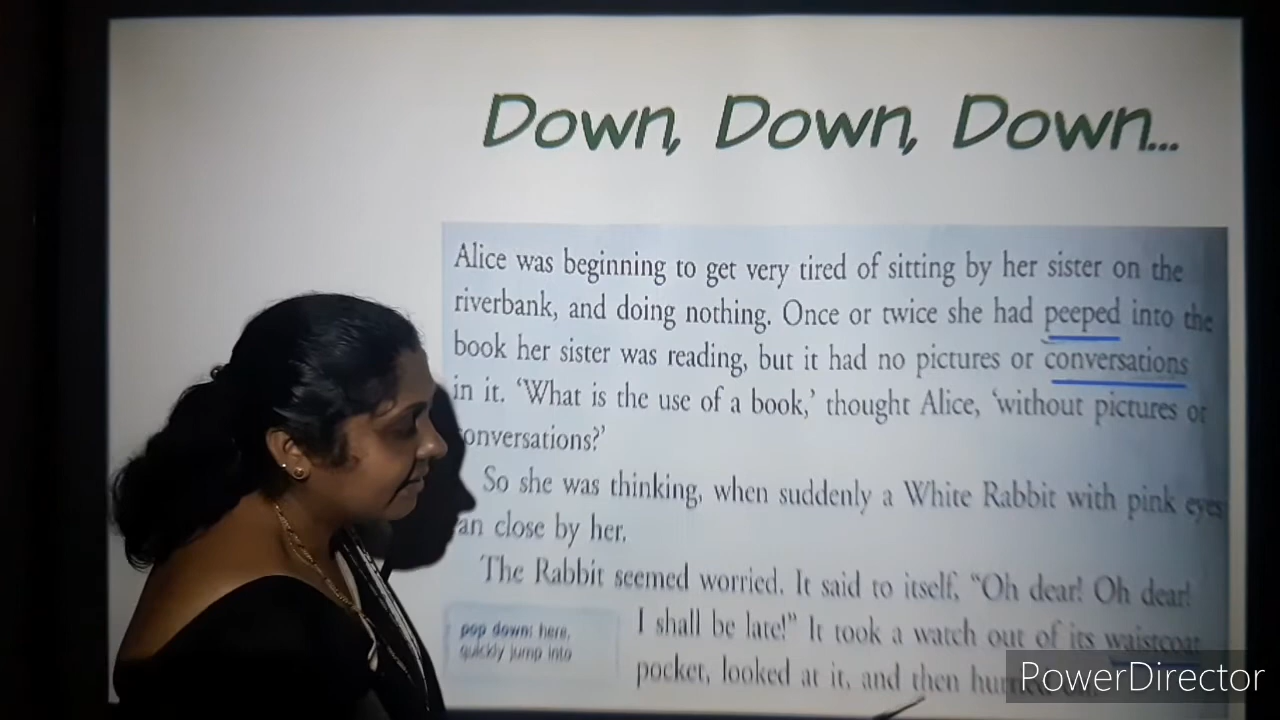 Down, Down, Down...
Alice was beginning to get very tired of sitting by her sister on the
riverbank, and doing nothing. Once or twice she had peeped into the
book her sister was reading, but it had no pictures or conversations
in it. ‘What is the use of a book,’ thought Alice, ‘without pictures or
onversations?’
So she was thinking, when suddenly a White Rabbit with pink eyes
an close by her.
The Rabbit seemed worried. It said to itself, “Oh dear! Oh dear!
I shall be late!” It took a watch out of its waistcoat
pocket, looked at it, and then
pop down: here,
quickly jump into
PowerDirector